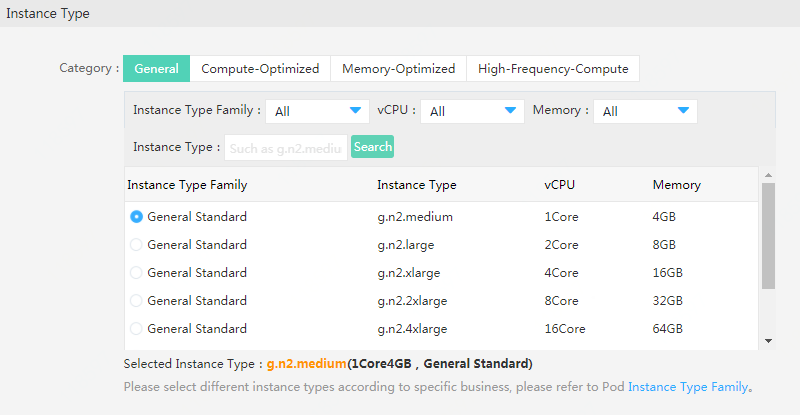 Instance Type
Category : General Compute-Optimized Memory-Optimized High-Frequency-Compute
Instance Type Family : All vCPU : All Memory : All
Instance Type : Such as g.n2.mediu Search
Instance Type Family Instance Type vCPU Memory
General Standard g.n2.medium 1Core 4GB
General Standard g.n2.large 2Core 8GB
General Standard g.n2.xlarge 4Core 16GB
General Standard g.n2.2xlarge 8Core 32GB
General Standard g.n2.4xlarge 16Core 64GB
Selected Instance Type : g.n2.medium(1Core4GB , General Standard)
Please select different instance types according to specific business, please refer to Pod Instance Type Family。